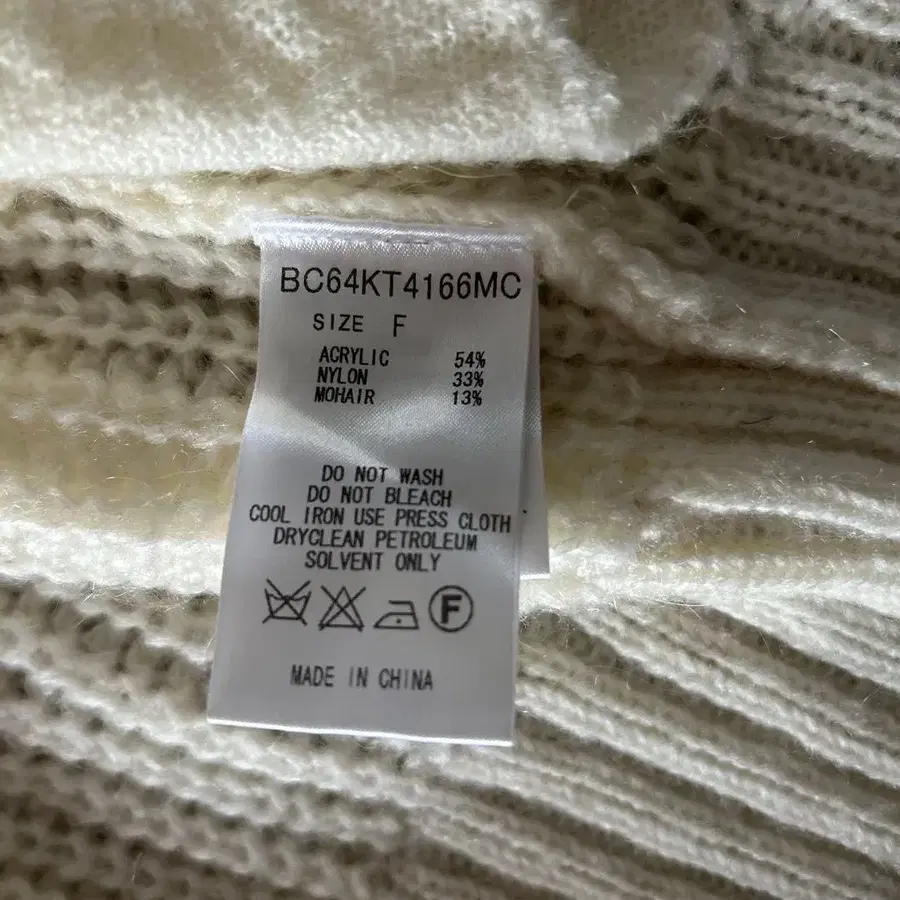 BC64KT4166MC
SIZE F
ACRYLIC 54%
NYLON 33%
MOHAIR 13%
DO NOT WASH
DO NOT BLEACH
COOL IRON USE PRESS CLOTH
DRYCLEAN PETROLEUM
SOLVENT ONLY
F
MADE IN CHINA